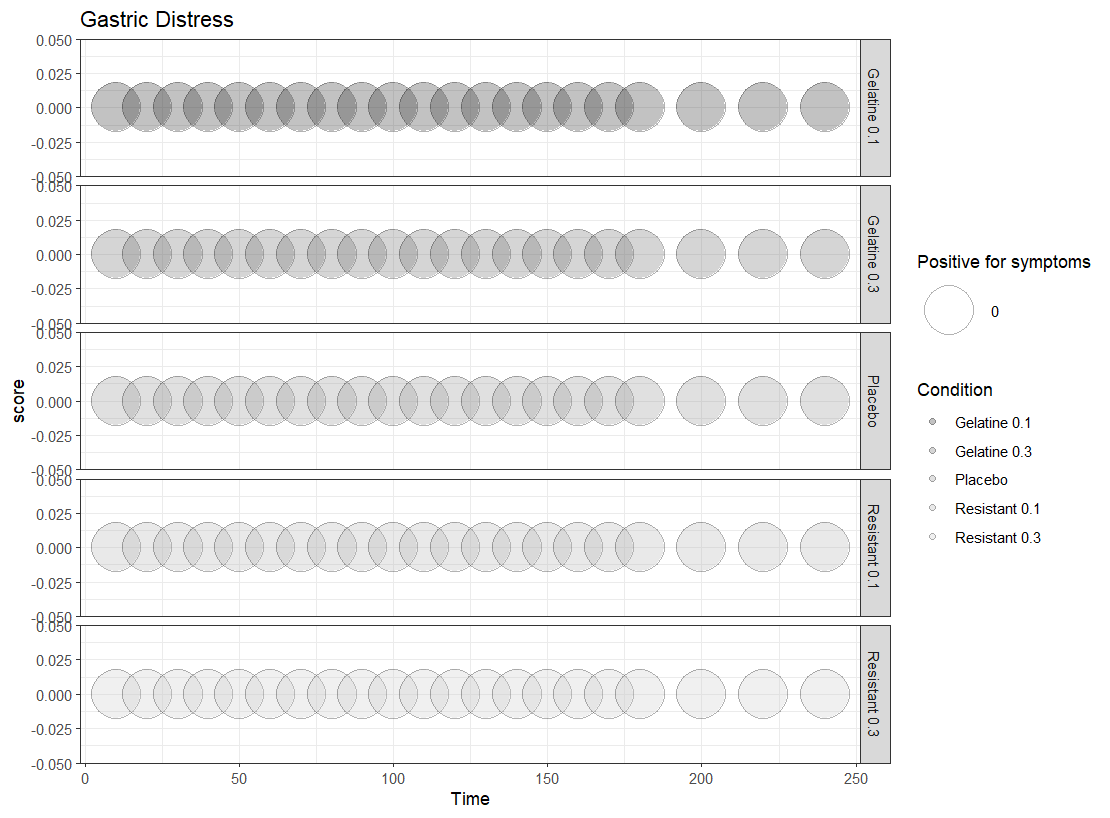 Gastric Distress
0.050
0.025
0.000
-0.025
-0.050
Gelatine 0.1
0.050
0.025
0.000
-0.025
-0.050
Gelatine 0.3
0.050
0.025
0.000
-0.025
-0.050
Placebo
0.050
0.025
0.000
-0.025
-0.050
Resistant 0.1
0.050
0.025
0.000
-0.025
-0.050
Resistant 0.3
score
0 50 100 150 200 250
Time
Positive for symptoms
0
Condition
Gelatine 0.1
Gelatine 0.3
Placebo
Resistant 0.1
Resistant 0.3